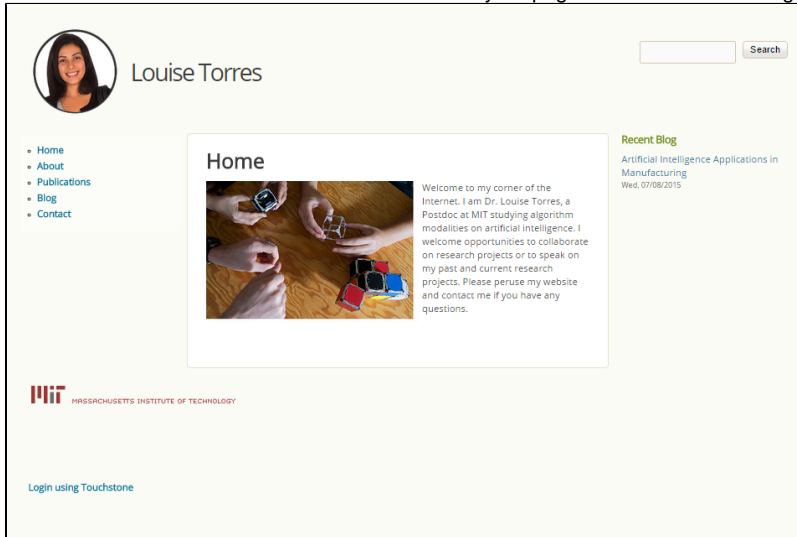 Louise Torres
Search
Home
About
Publications
Blog
Contact
Home
Welcome to my corner of the
Internet. I am Dr. Louise Torres, a
Postdoc at MIT studying algorithm
modalities on artificial intelligence. I
welcome opportunities to collaborate
on research projects or to speak on
my past and current research
projects. Please peruse my website
and contact me if you have any
questions.
Recent Blog
Artificial Intelligence Applications in
Manufacturing
Wed, 07/08/2015
MIT MASSACHUSETTS INSTITUTE OF TECHNOLOGY
Login using Touchstone